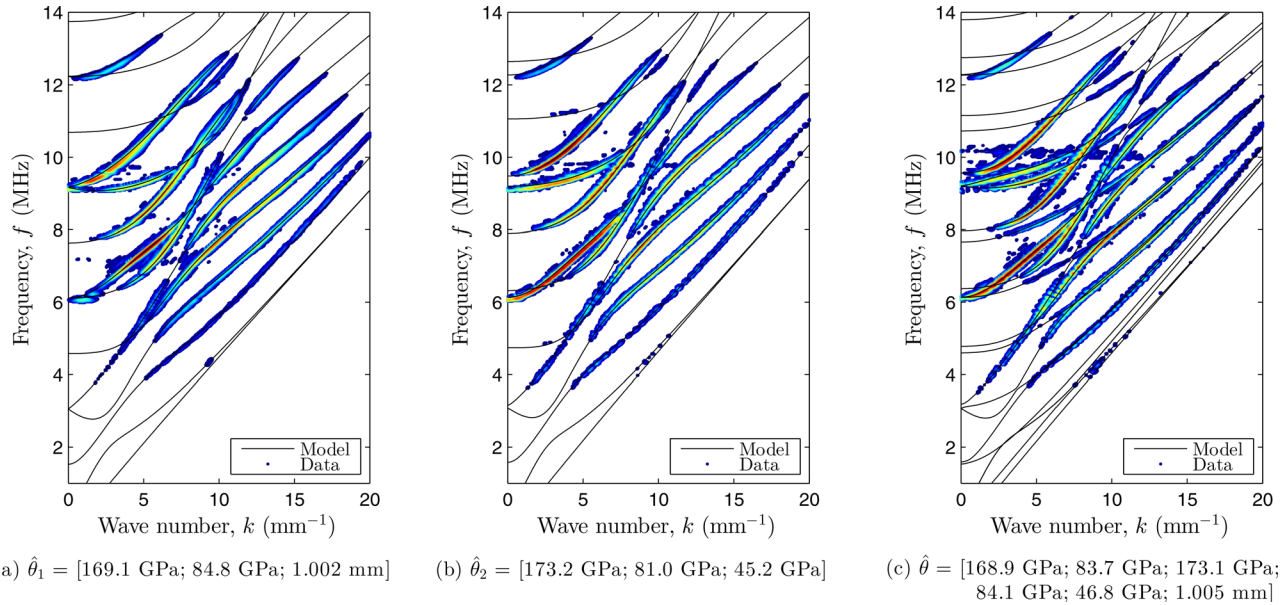 14
12
10
8
6
4
2
0 5 10 15 20
Frequency, f (MHz)
Wave number, k (mm⁻¹)
Model
Data
a) θ̂₁ = [169.1 GPa; 84.8 GPa; 1.002 mm]
14
12
10
8
6
4
2
0 5 10 15 20
Frequency, f (MHz)
Wave number, k (mm⁻¹)
Model
Data
(b) θ̂₂ = [173.2 GPa; 81.0 GPa; 45.2 GPa]
14
12
10
8
6
4
2
0 5 10 15 20
Frequency, f (MHz)
Wave number, k (mm⁻¹)
Model
Data
(c) θ̂ = [168.9 GPa; 83.7 GPa; 173.1 GPa;
84.1 GPa; 46.8 GPa; 1.005 mm]